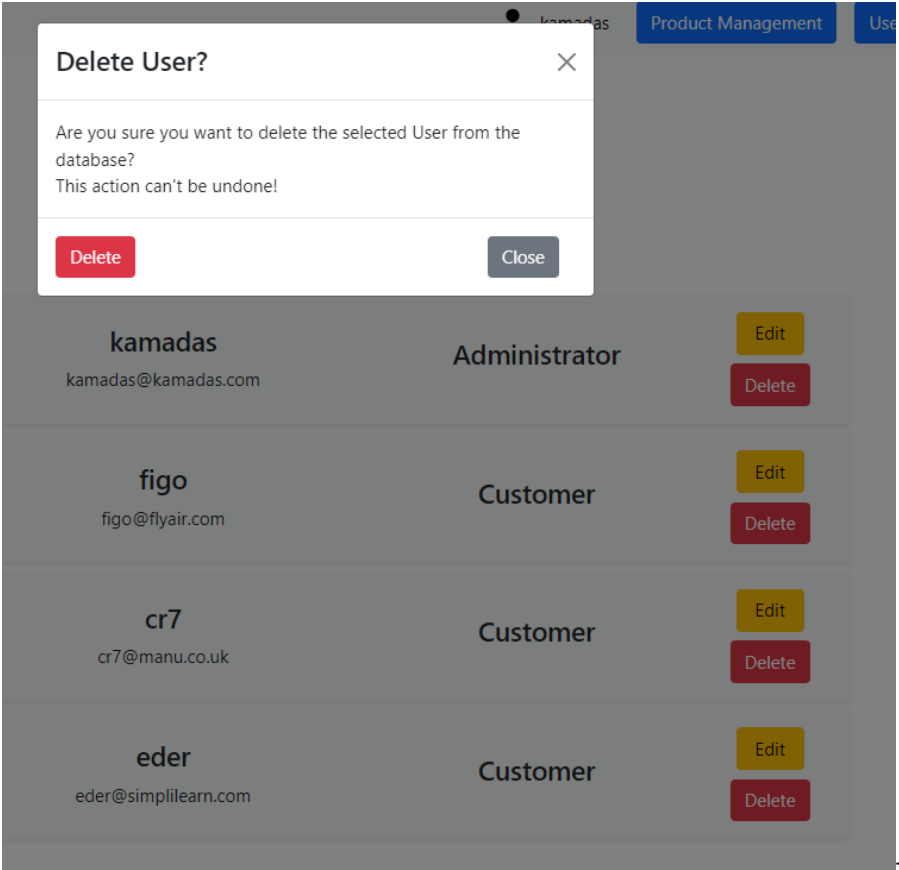 kamadas Product Management Use
Delete User?
Are you sure you want to delete the selected User from the
database?
This action can't be undone!
Delete Close
kamadas
kamadas@kamadas.com
Administrator
Edit
Delete
figo
figo@flyair.com
Customer
Edit
Delete
cr7
cr7@manu.co.uk
Customer
Edit
Delete
eder
eder@simplilearn.com
Customer
Edit
Delete